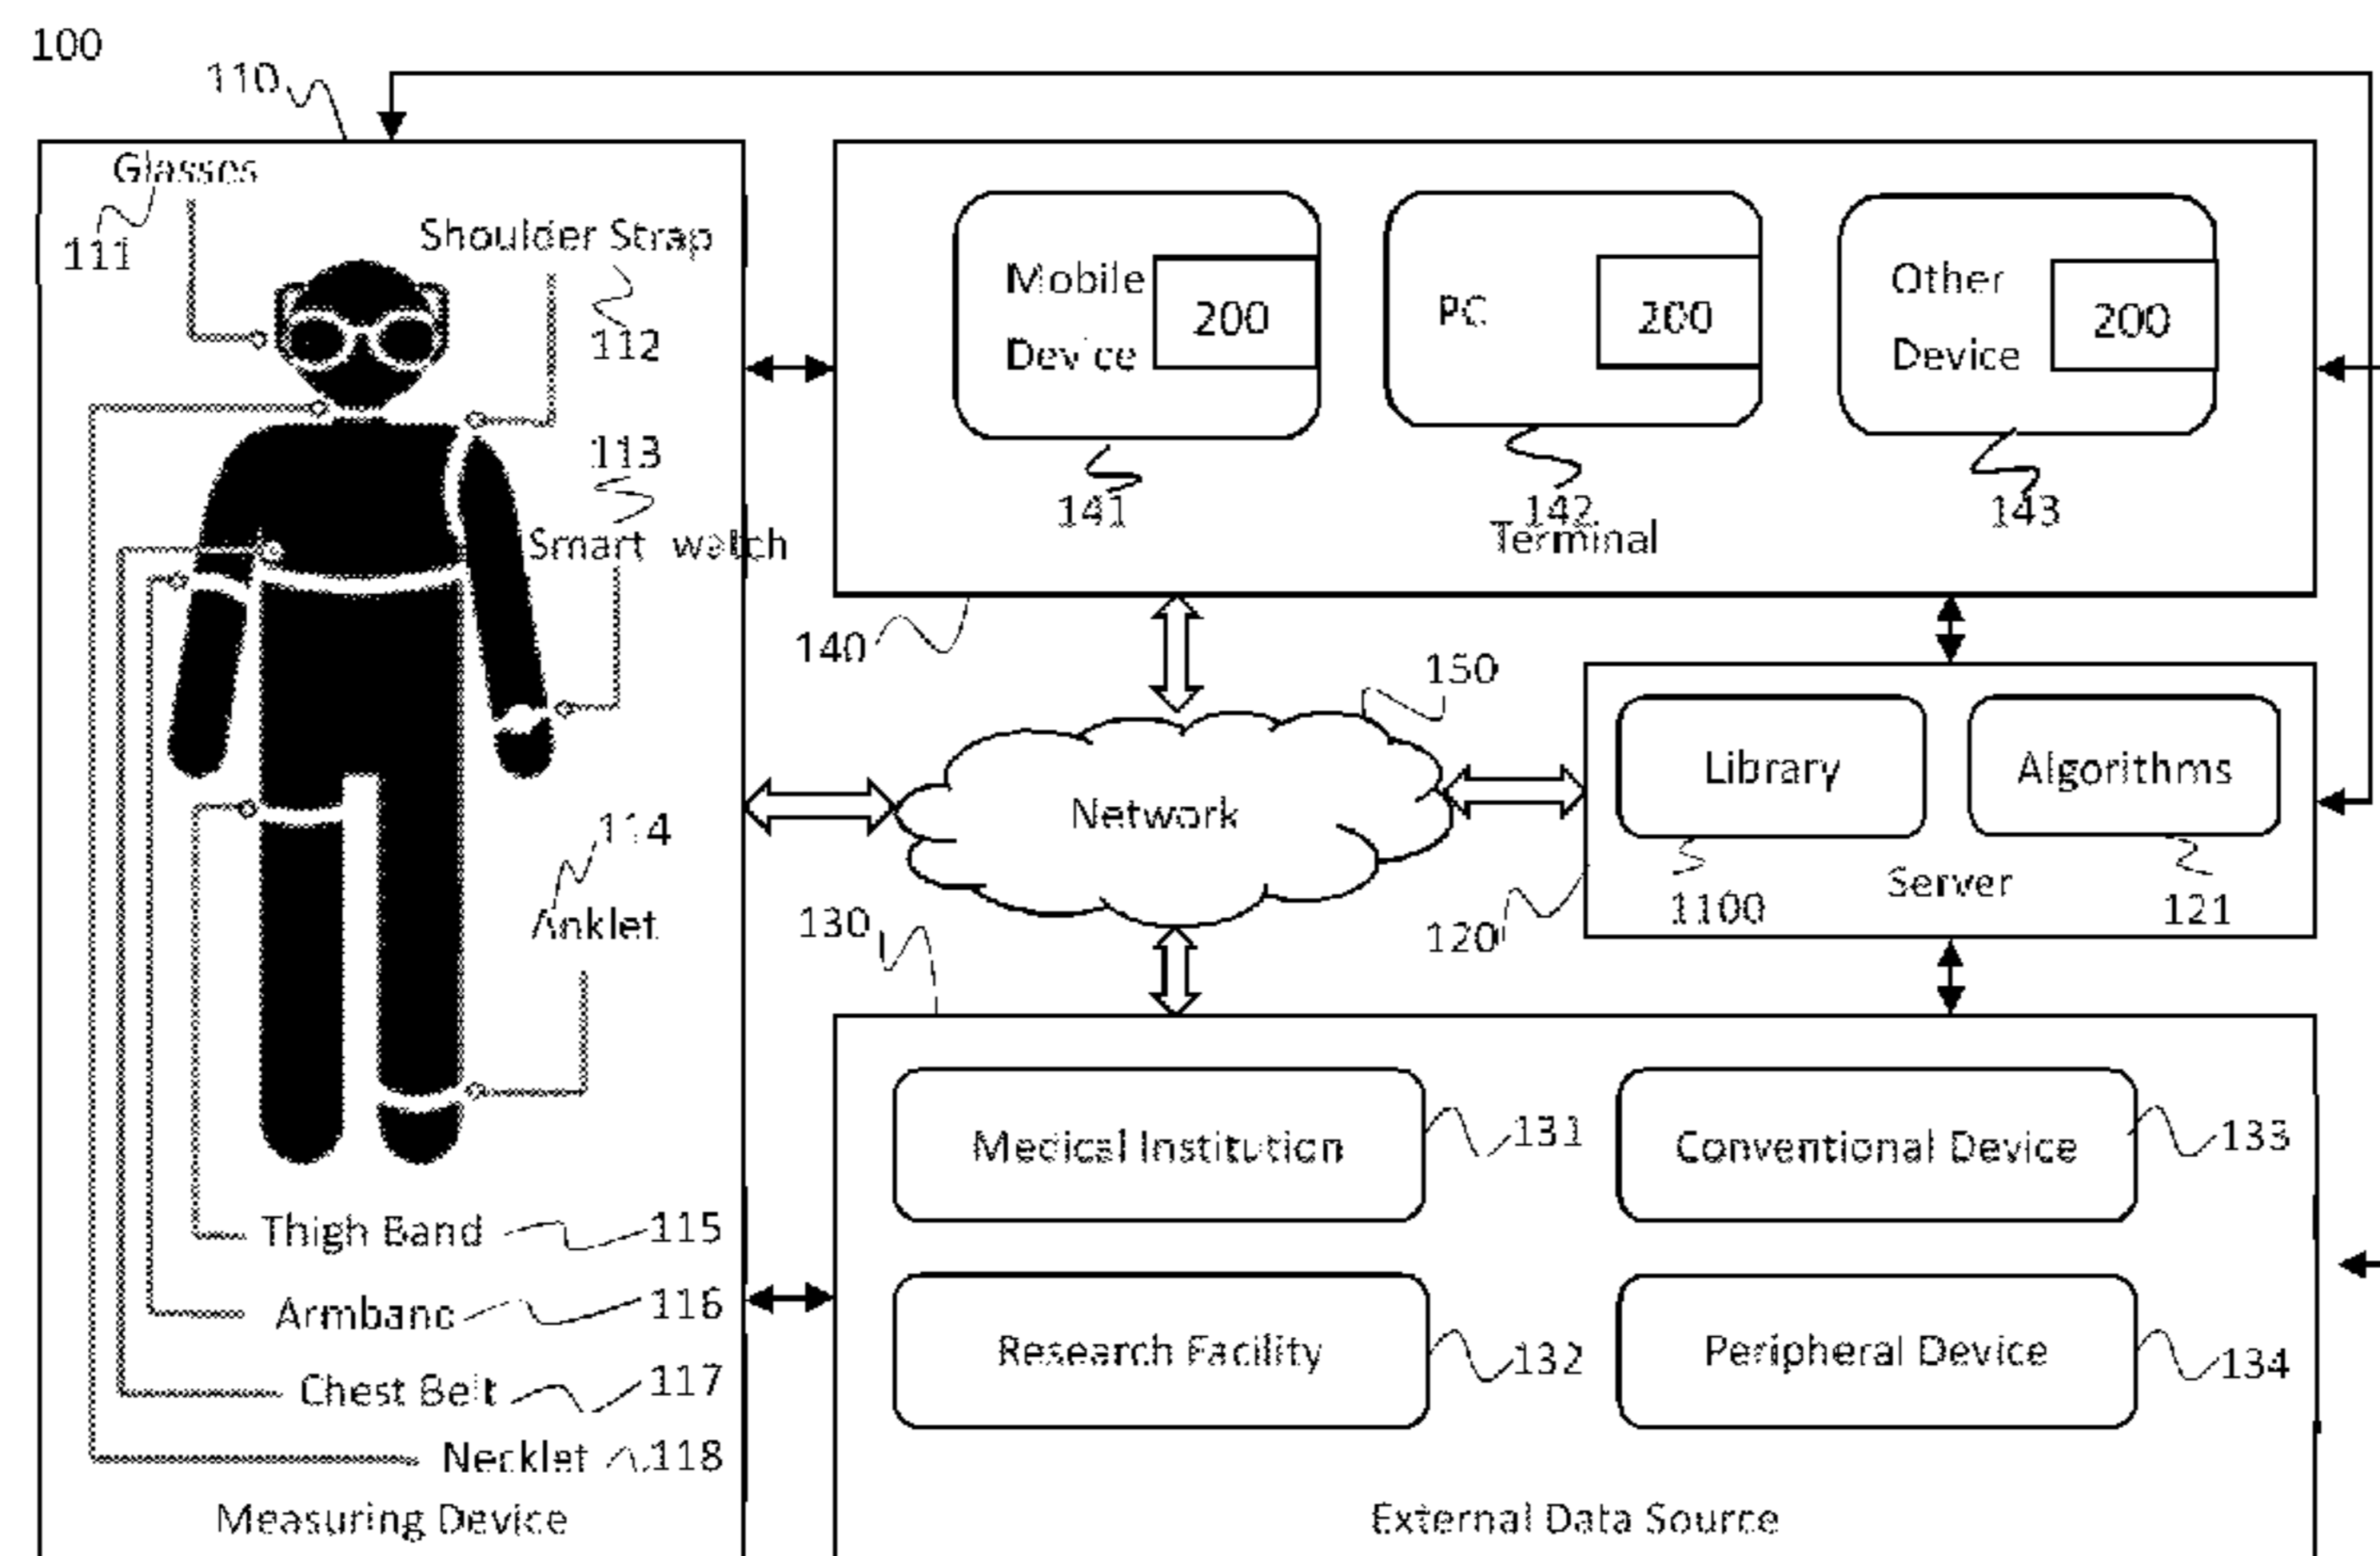 100
110
Glasses
111
Shoulder Strap
112
113
Smart watch
114
Anklet
Thigh Band
115
Armband
116
Chest Belt
117
Necklet
118
Measuring Device
Mobile
Device
200
141
PC
200
142
Other
Device
200
143
Terminal
140
150
Network
Library
Algorithms
1100
Server
121
120
130
Medical Institution
131
Conventional Device
133
Research Facility
132
Peripheral Device
134
External Data Source